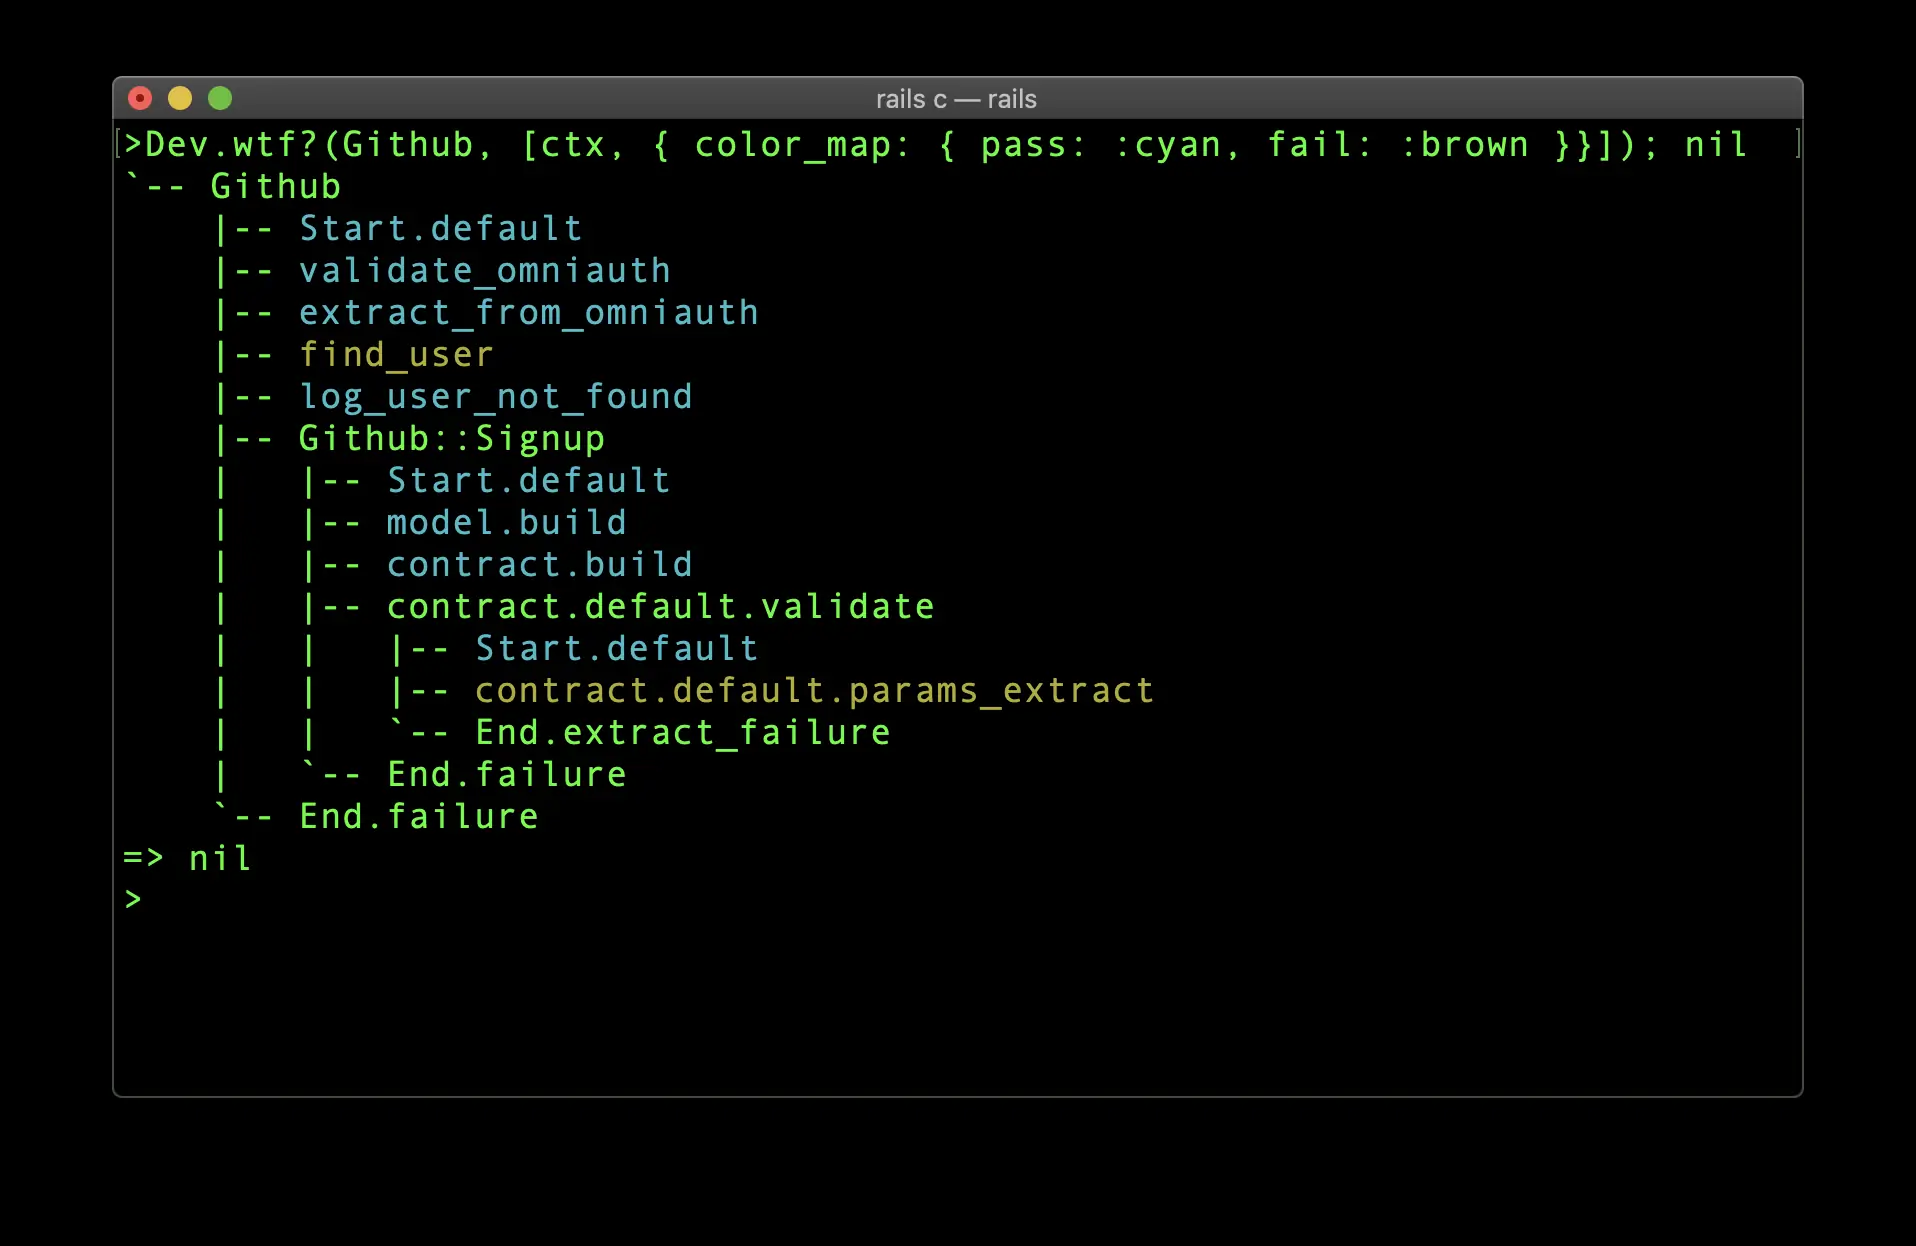 rails c — rails
>Dev.wtf?(Github, [ctx, { color_map: { pass: :cyan, fail: :brown }}]); nil
`-- Github
    |-- Start.default
    |-- validate_omniauth
    |-- extract_from_omniauth
    |-- find_user
    |-- log_user_not_found
    |-- Github::Signup
    |   |-- Start.default
    |   |-- model.build
    |   |-- contract.build
    |   |-- contract.default.validate
    |   |   |-- Start.default
    |   |   |-- contract.default.params_extract
    |   |   `-- End.extract_failure
    |   `-- End.failure
    `-- End.failure
=> nil
>